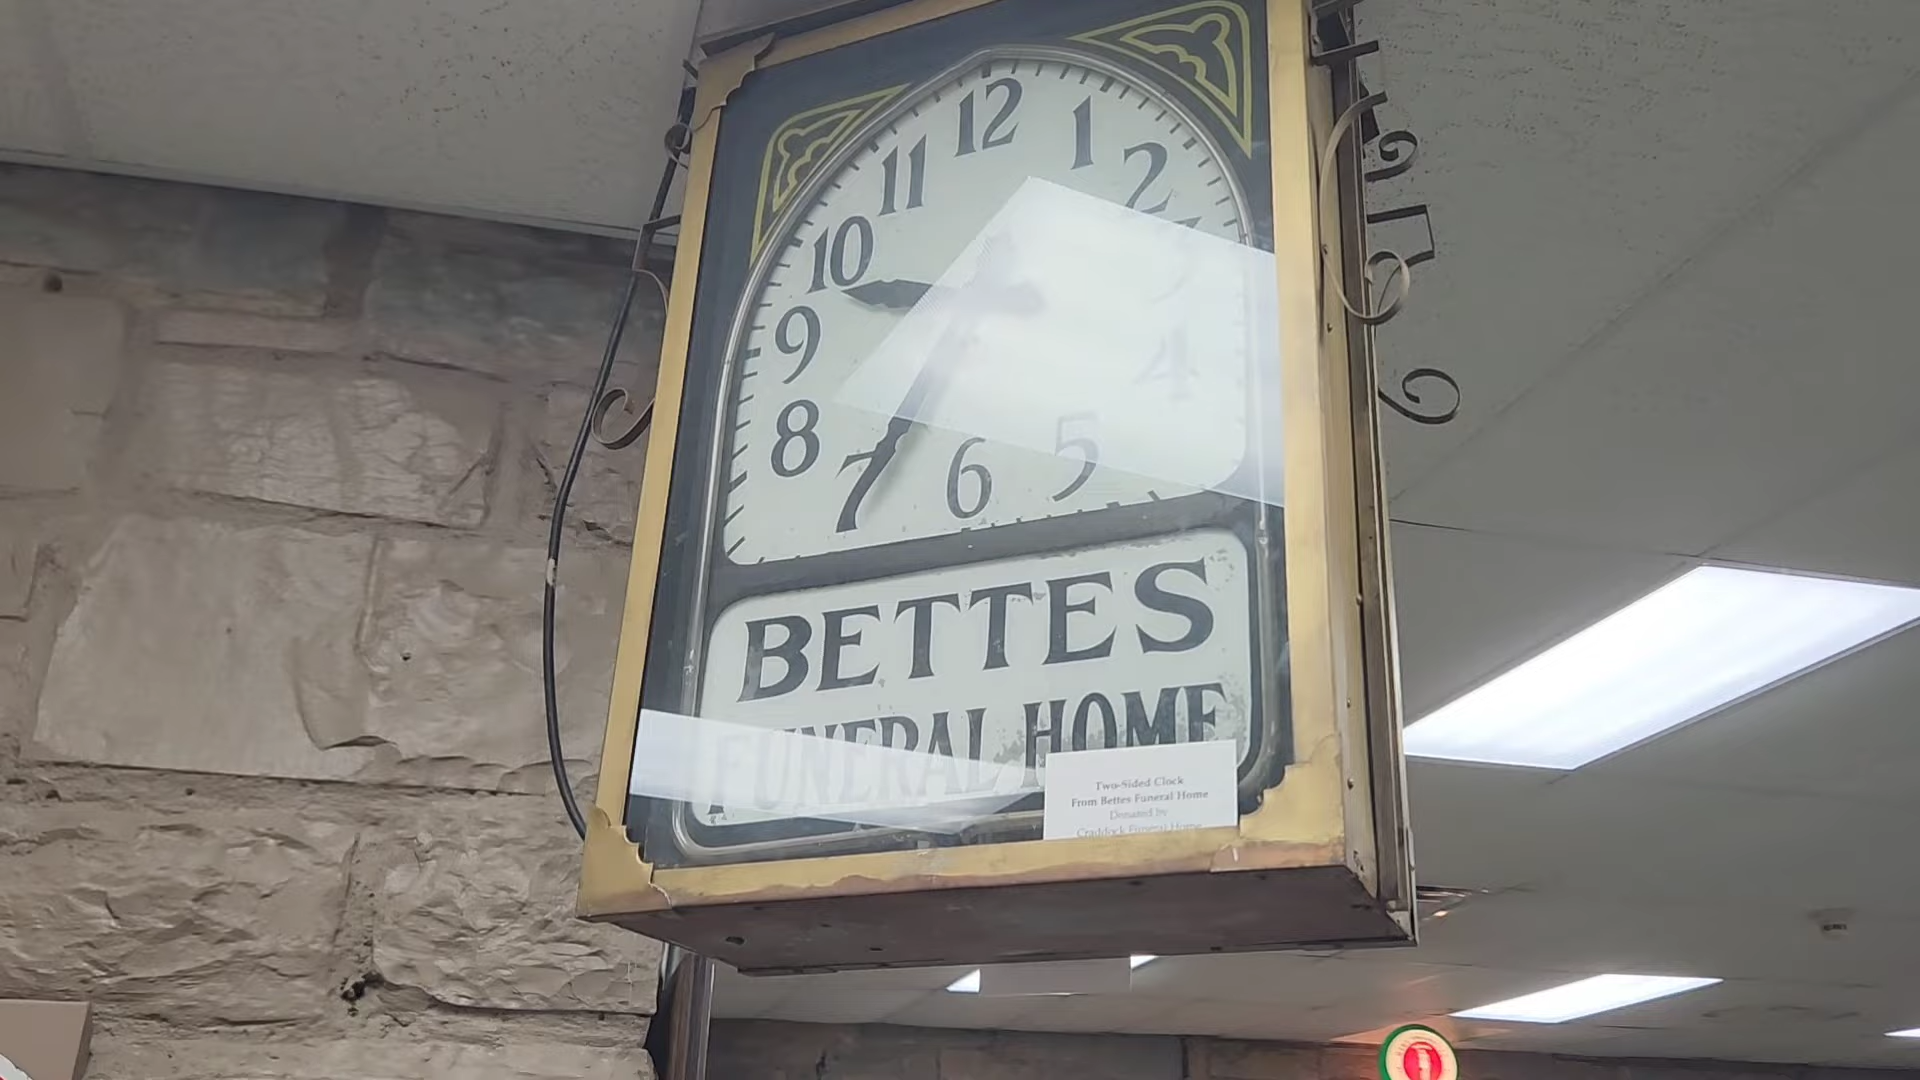 12
11
1
10
2
9
8
4
7
6
5
BETTES
FUNERAL HOME
Two-Sided Clock
From Bettes Funeral Home
Donated by
Craddock Funeral Home